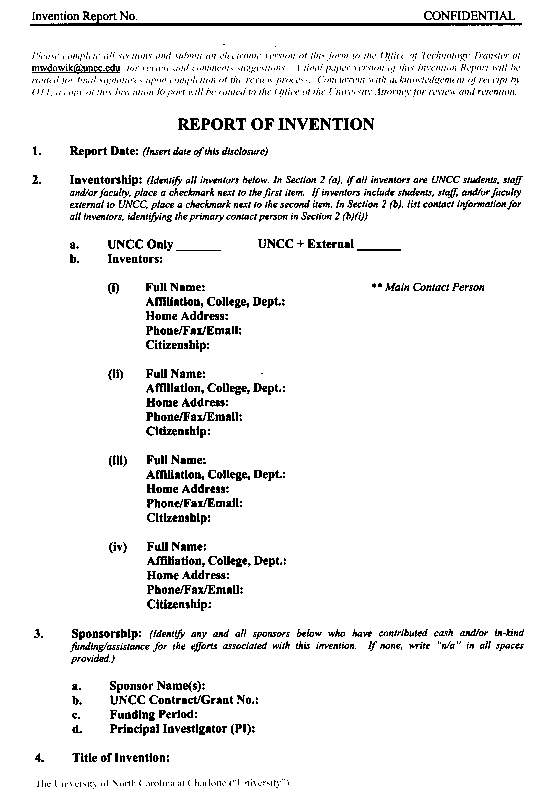 Invention Report No. CONFIDENTIAL
Please complete all sections and submit an electronic version of this form to the Office of Technology Transfer at
mwdowik@uncc.edu for review and comments/suggestions. A final paper version of this Invention Report will be
routed for final signatures upon completion of the review process. Concurrent with acknowledgement of receipt by
OTT, a copy of this Invention Report will be routed to the Office of the University Attorney for review and retention.
REPORT OF INVENTION
1. Report Date: (Insert date of this disclosure)
2. Inventorship: (Identify all inventors below. In Section 2 (a), if all inventors are UNCC students, staff
and/or faculty, place a checkmark next to the first item. If inventors include students, staff, and/or faculty
external to UNCC, place a checkmark next to the second item. In Section 2 (b), list contact information for
all inventors, identifying the primary contact person in Section 2 (b)(i))
a. UNCC Only _______ UNCC + External _______
b. Inventors:
(i) Full Name: ** Main Contact Person
Affiliation, College, Dept.:
Home Address:
Phone/Fax/Email:
Citizenship:
(ii) Full Name:
Affiliation, College, Dept.:
Home Address:
Phone/Fax/Email:
Citizenship:
(iii) Full Name:
Affiliation, College, Dept.:
Home Address:
Phone/Fax/Email:
Citizenship:
(iv) Full Name:
Affiliation, College, Dept.:
Home Address:
Phone/Fax/Email:
Citizenship:
3. Sponsorship: (Identify any and all sponsors below who have contributed cash and/or in-kind
funding/assistance for the efforts associated with this invention. If none, write "n/a" in all spaces
provided.)
a. Sponsor Name(s):
b. UNCC Contract/Grant No.:
c. Funding Period:
d. Principal Investigator (PI):
4. Title of Invention:
The University of North Carolina at Charlotte ("University")